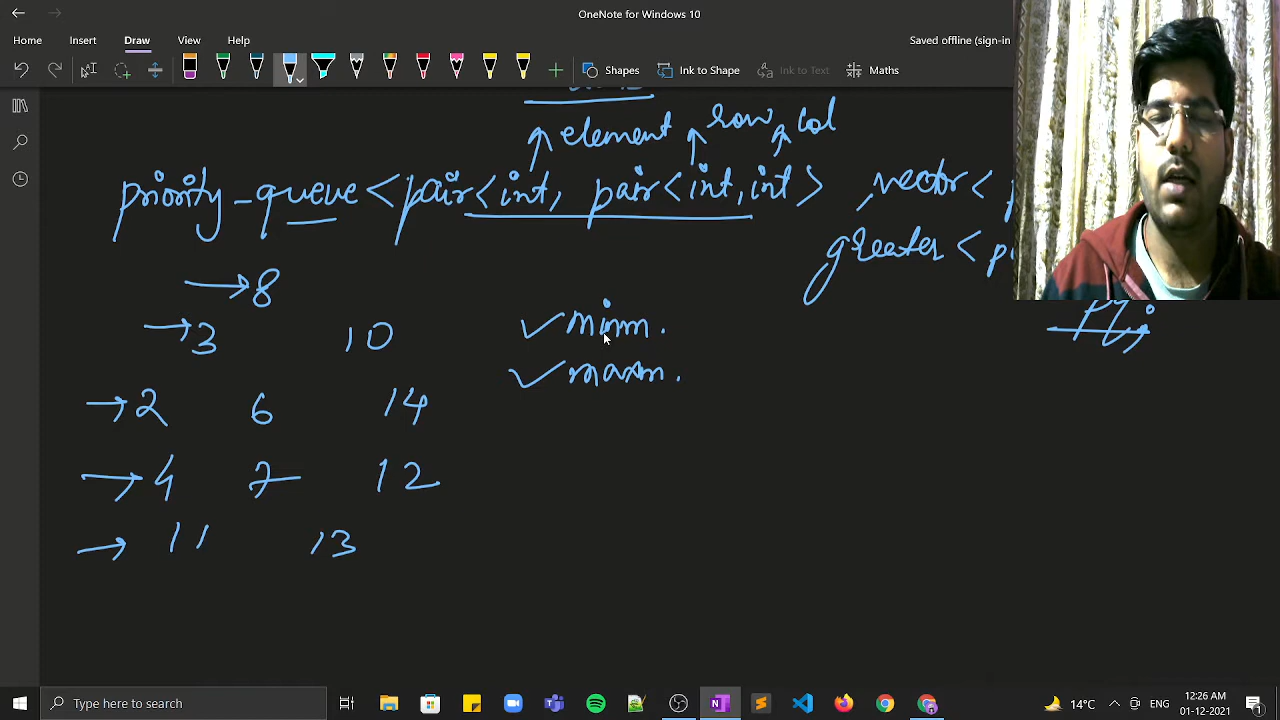 OneNote for Windows 10
Home Insert Draw View Help
Saved offline (sign-in
Shapes Ink to Shape Ink to Text Maths
element row, col
priority_queue <pair<int, pair<int,int> , vector<
greater <p
pq;
→ 8
→ 3 10 ✓ minm.
✓ maxm.
→ 2 6 14
→ 4 7 12
→ 11 13
Type here to search
14°C ENG 12:26 AM
01-12-2021